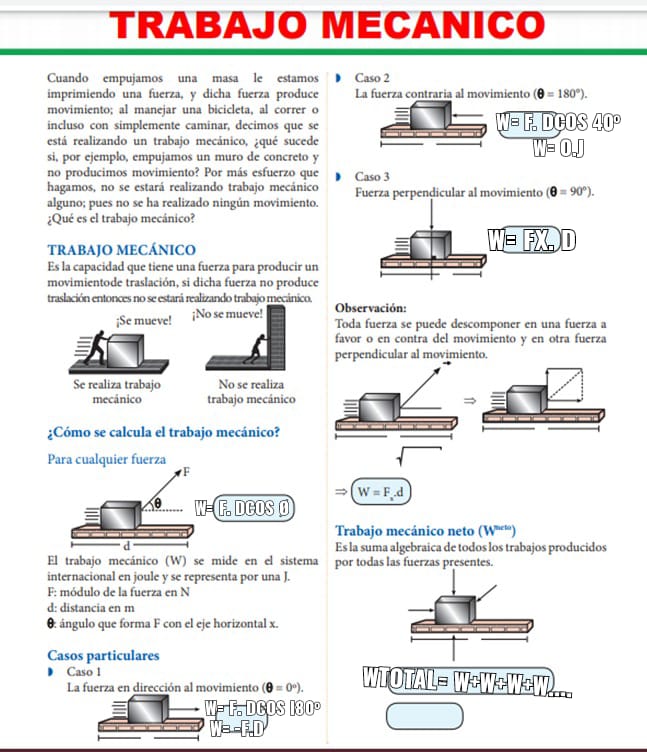 TRABAJO MECANICO
Cuando empujamos una masa le estamos
imprimiendo una fuerza, y dicha fuerza produce
movimiento; al manejar una bicicleta, al correr o
incluso con simplemente caminar, decimos que se
está realizando un trabajo mecánico, ¿qué sucede
si, por ejemplo, empujamos un muro de concreto y
no producimos movimiento? Por más esfuerzo que
hagamos, no se estará realizando trabajo mecánico
alguno; pues no se ha realizado ningún movimiento.
¿Qué es el trabajo mecánico?
TRABAJO MECÁNICO
Es la capacidad que tiene una fuerza para producir un
movimientode traslación, si dicha fuerza no produce
traslación entonces no se estará realizando trabajo mecánico.
¡Se mueve!
¡No se mueve!
Se realiza trabajo
mecánico
No se realiza
trabajo mecánico
¿Cómo se calcula el trabajo mecánico?
Para cualquier fuerza
F
θ
W= F. DCOS Ø
d
El trabajo mecánico (W) se mide en el sistema
internacional en joule y se representa por una J.
F: módulo de la fuerza en N
d: distancia en m
θ: ángulo que forma F con el eje horizontal x.
Casos particulares
Caso 1
La fuerza en dirección al movimiento (θ = 0°).
W= F. DCOS 180º
W= -F.D
Caso 2
La fuerza contraria al movimiento (θ = 180°).
W= F. DCOS 40º
W= 0.J
Caso 3
Fuerza perpendicular al movimiento (θ = 90°).
W= FX. D
Observación:
Toda fuerza se puede descomponer en una fuerza a
favor o en contra del movimiento y en otra fuerza
perpendicular al movimiento.
⇒
√
⇒ W = Fₓ.d
Trabajo mecánico neto (Wⁿᵉᵗᵒ)
Es la suma algebraica de todos los trabajos producidos
por todas las fuerzas presentes.
WTOTAL= W+W+W+W....